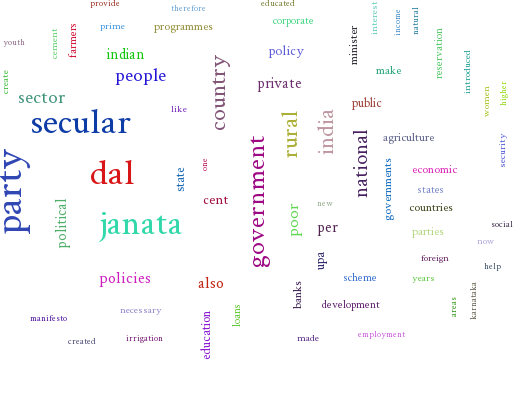 provide
therefore
educated
youth
cement
farmers
prime
programmes
corporate
minister
interest
income
natural
indian
policy
reservation
introduced
create
people
country
private
make
women
higher
sector
secular
like
public
rural
india
national
agriculture
security
party
dal
state
one
government
governments
economic
states
political
janata
cent
poor
new
per
countries
parties
social
now
upa
foreign
help
policies
also
banks
scheme
years
development
areas
karnataka
manifesto
necessary
created
irrigation
education
loans
made
employment